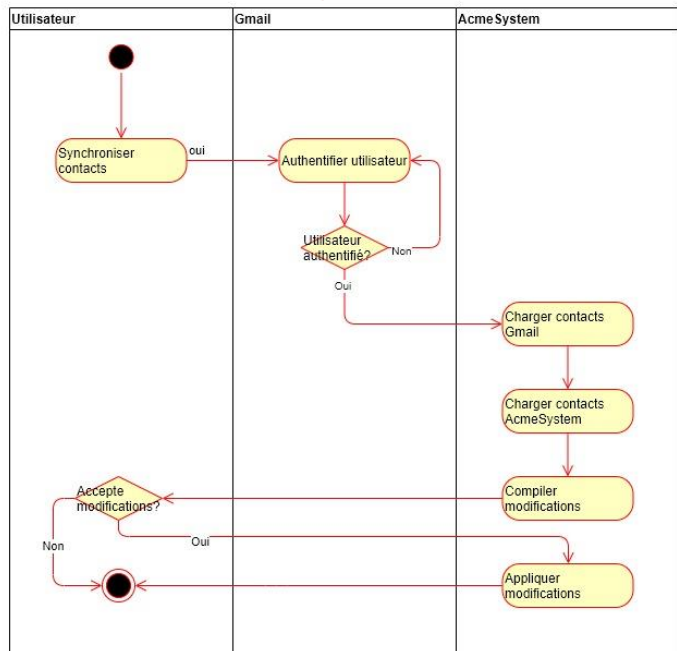 Utilisateur
Gmail
AcmeSystem
Synchroniser
contacts
oui
Authentifier utilisateur
Utilisateur
authentifié?
Non
Oui
Charger contacts
Gmail
Charger contacts
AcmeSystem
Compiler
modifications
Accepte
modifications?
Non
Oui
Appliquer
modifications